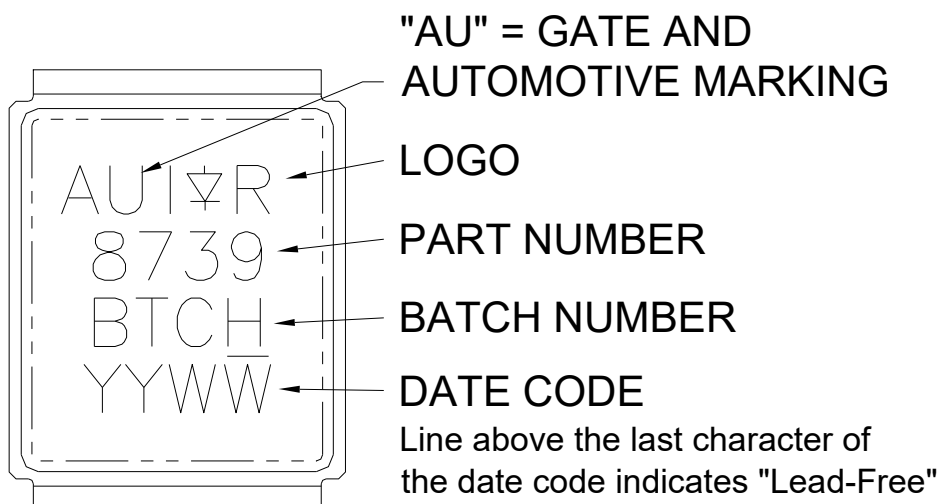 "AU" = GATE AND
AUTOMOTIVE MARKING
AUI R
LOGO
8739
PART NUMBER
BTCH
BATCH NUMBER
YYWW
DATE CODE
Line above the last character of
the date code indicates "Lead-Free"